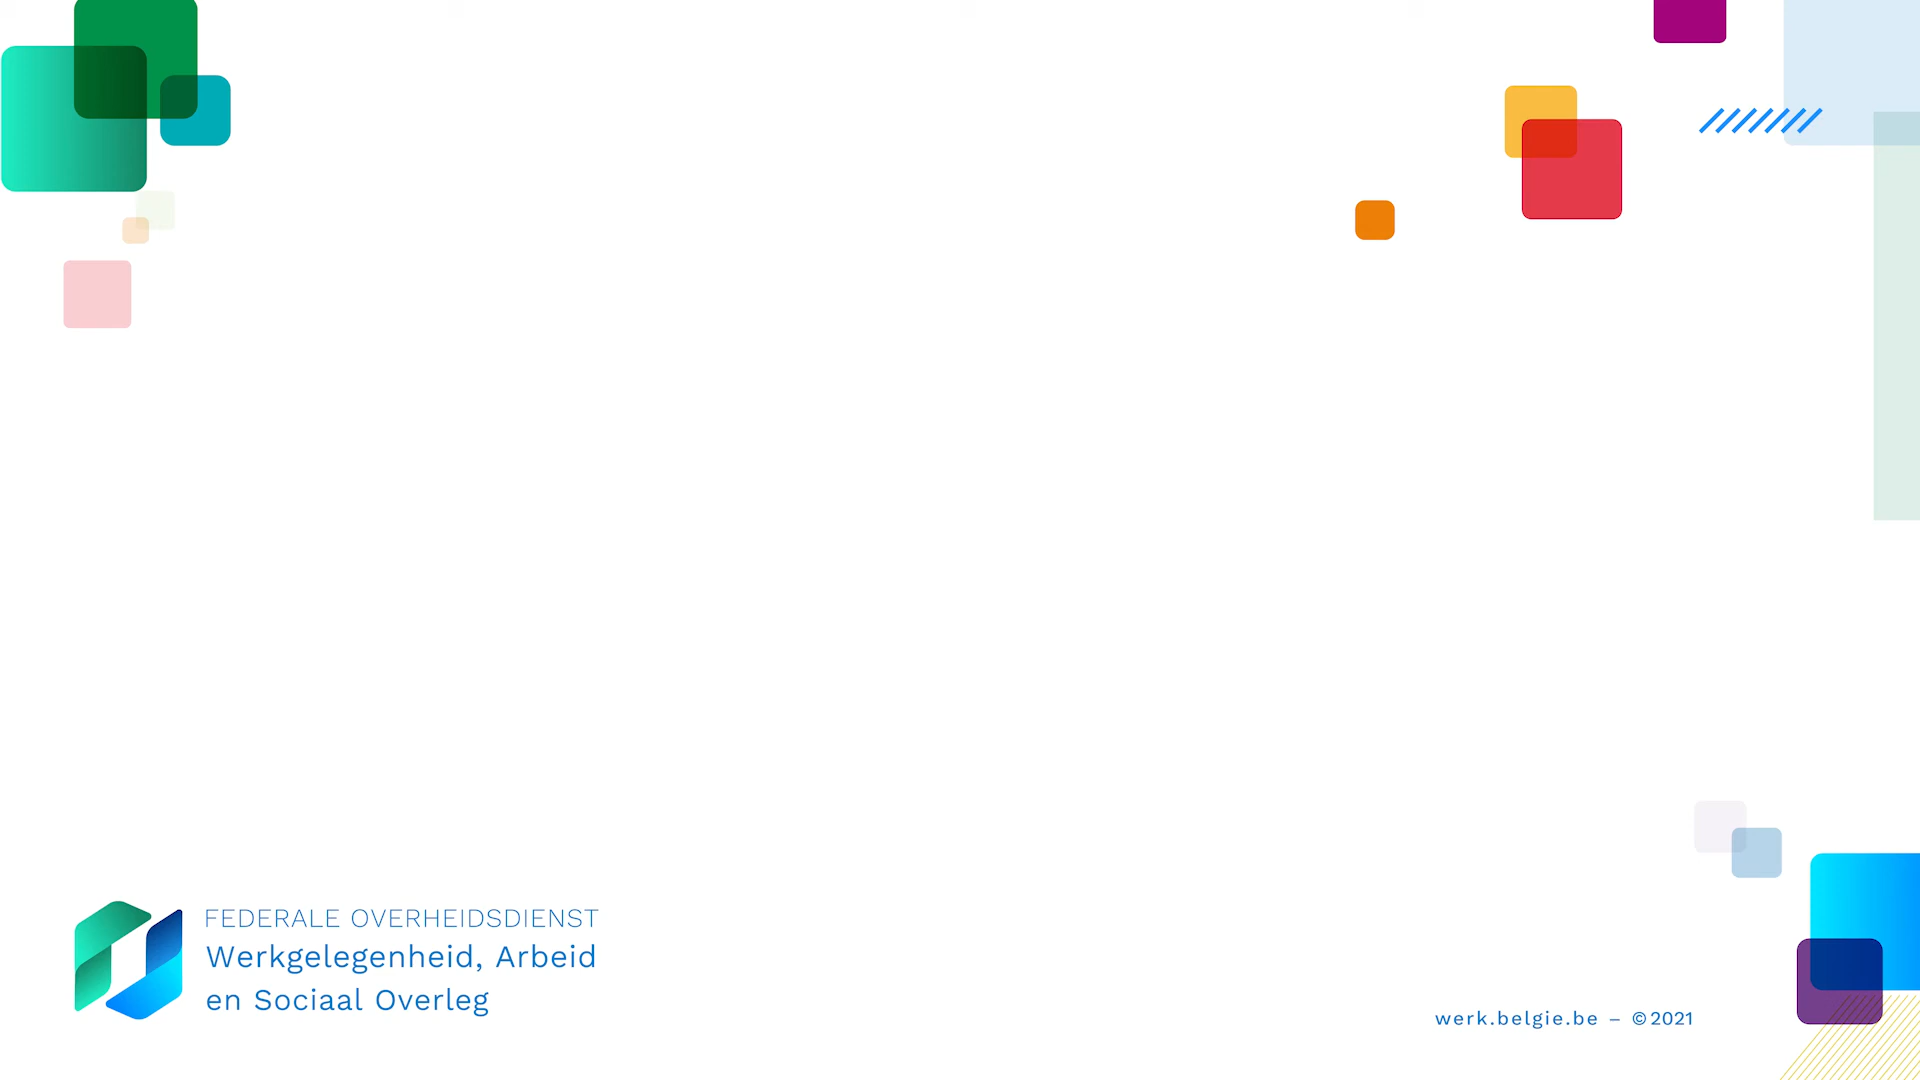 FEDERALE OVERHEIDSDIENST
Werkgelegenheid, Arbeid
en Sociaal Overleg
werk.belgie.be – ©2021